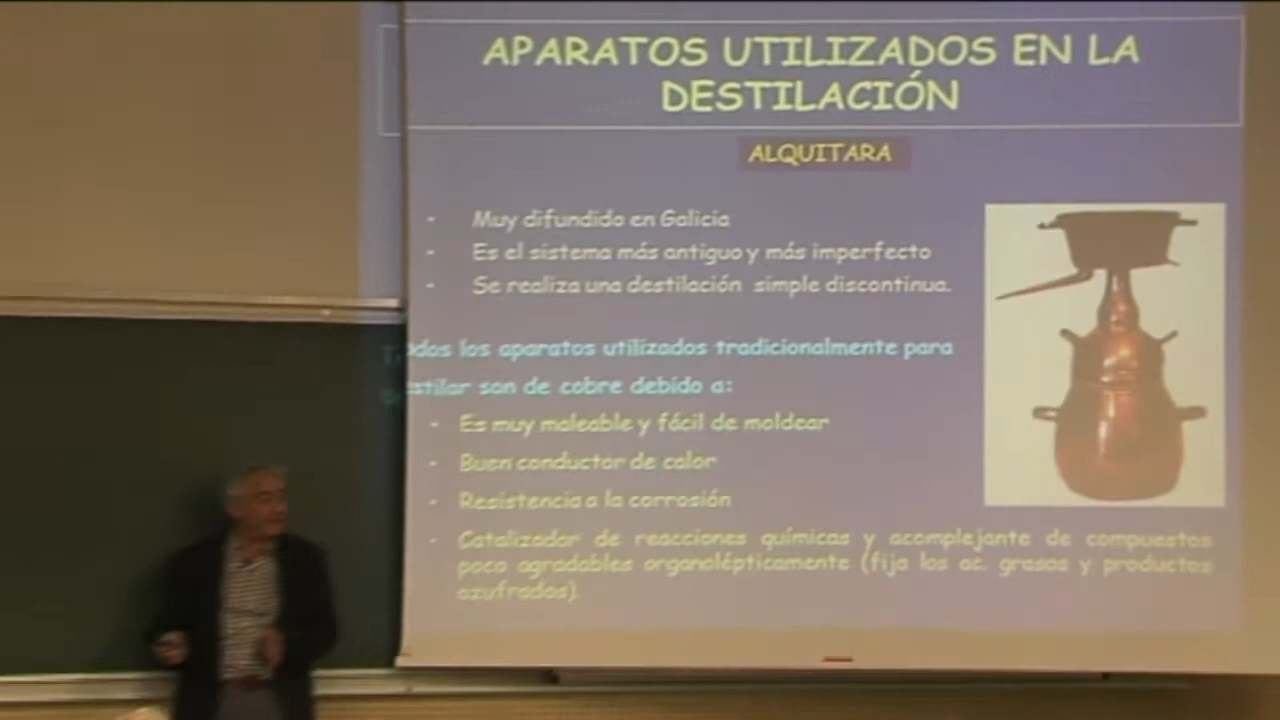 APARATOS UTILIZADOS EN LA
DESTILACIÓN
ALQUITARA
- Muy difundido en Galicia
- Es el sistema más antiguo y más imperfecto
- Se realiza una destilación simple discontinua.
Todos los aparatos utilizados tradicionalmente para
destilar son de cobre debido a:
- Es muy maleable y fácil de moldear
- Buen conductor de calor
- Resistencia a la corrosión
- Catalizador de reacciones químicas y acomplejante de compuestos
poco agradables organolépticamente (fija los ac. grasos y productos
azufrados).